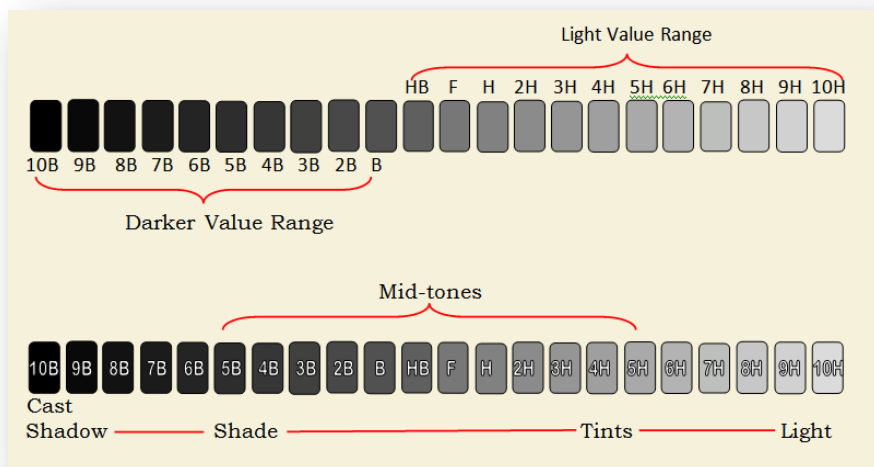 Light Value Range
HB F H 2H 3H 4H 5H 6H 7H 8H 9H 10H
10B 9B 8B 7B 6B 5B 4B 3B 2B B
Darker Value Range
Mid-tones
10B 9B 8B 7B 6B 5B 4B 3B 2B B HB F H 2H 3H 4H 5H 6H 7H 8H 9H 10H
Cast
Shadow Shade Tints Light